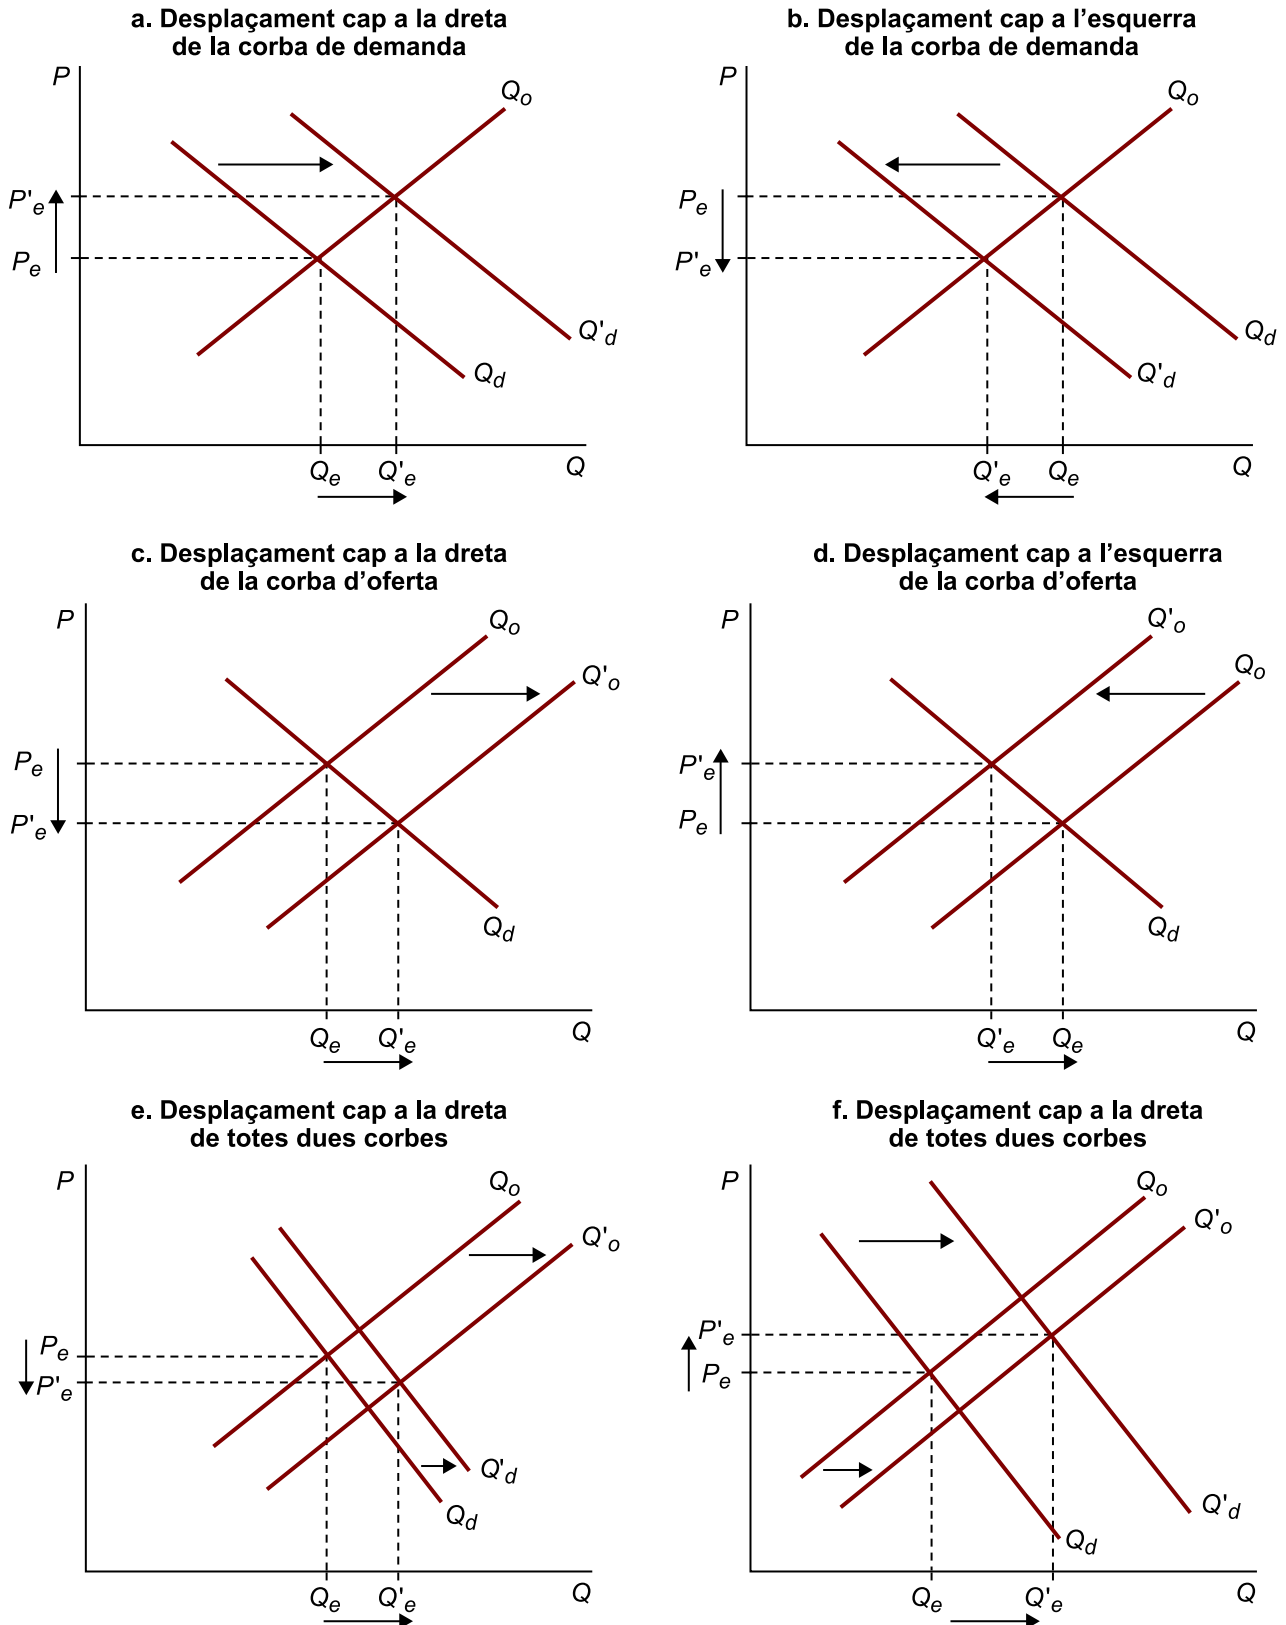 a. Desplaçament cap a la dreta
de la corba de demanda
P
Qo
P'e
Pe
Q'd
Qd
Qe
Q'e
Q
b. Desplaçament cap a l’esquerra
de la corba de demanda
P
Qo
Pe
P'e
Qd
Q'd
Q'e
Qe
Q
c. Desplaçament cap a la dreta
de la corba d’oferta
P
Qo
Q'o
Pe
P'e
Qd
Qe
Q'e
Q
d. Desplaçament cap a l’esquerra
de la corba d’oferta
P
Q'o
Qo
P'e
Pe
Qd
Q'e
Qe
Q
e. Desplaçament cap a la dreta
de totes dues corbes
P
Qo
Q'o
Pe
P'e
Q'd
Qd
Qe
Q'e
Q
f. Desplaçament cap a la dreta
de totes dues corbes
P
Qo
Q'o
P'e
Pe
Q'd
Qd
Qe
Q'e
Q